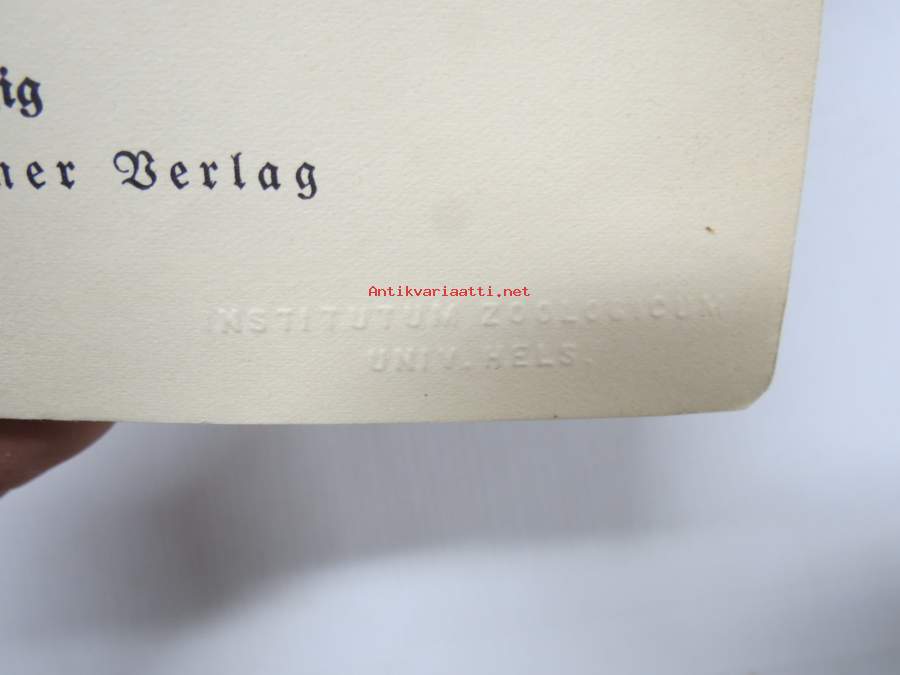 ig
ner Verlag
Antikvariaatti.net
INSTITUTUM ZOOLOGICUM
UNIV. HELS.